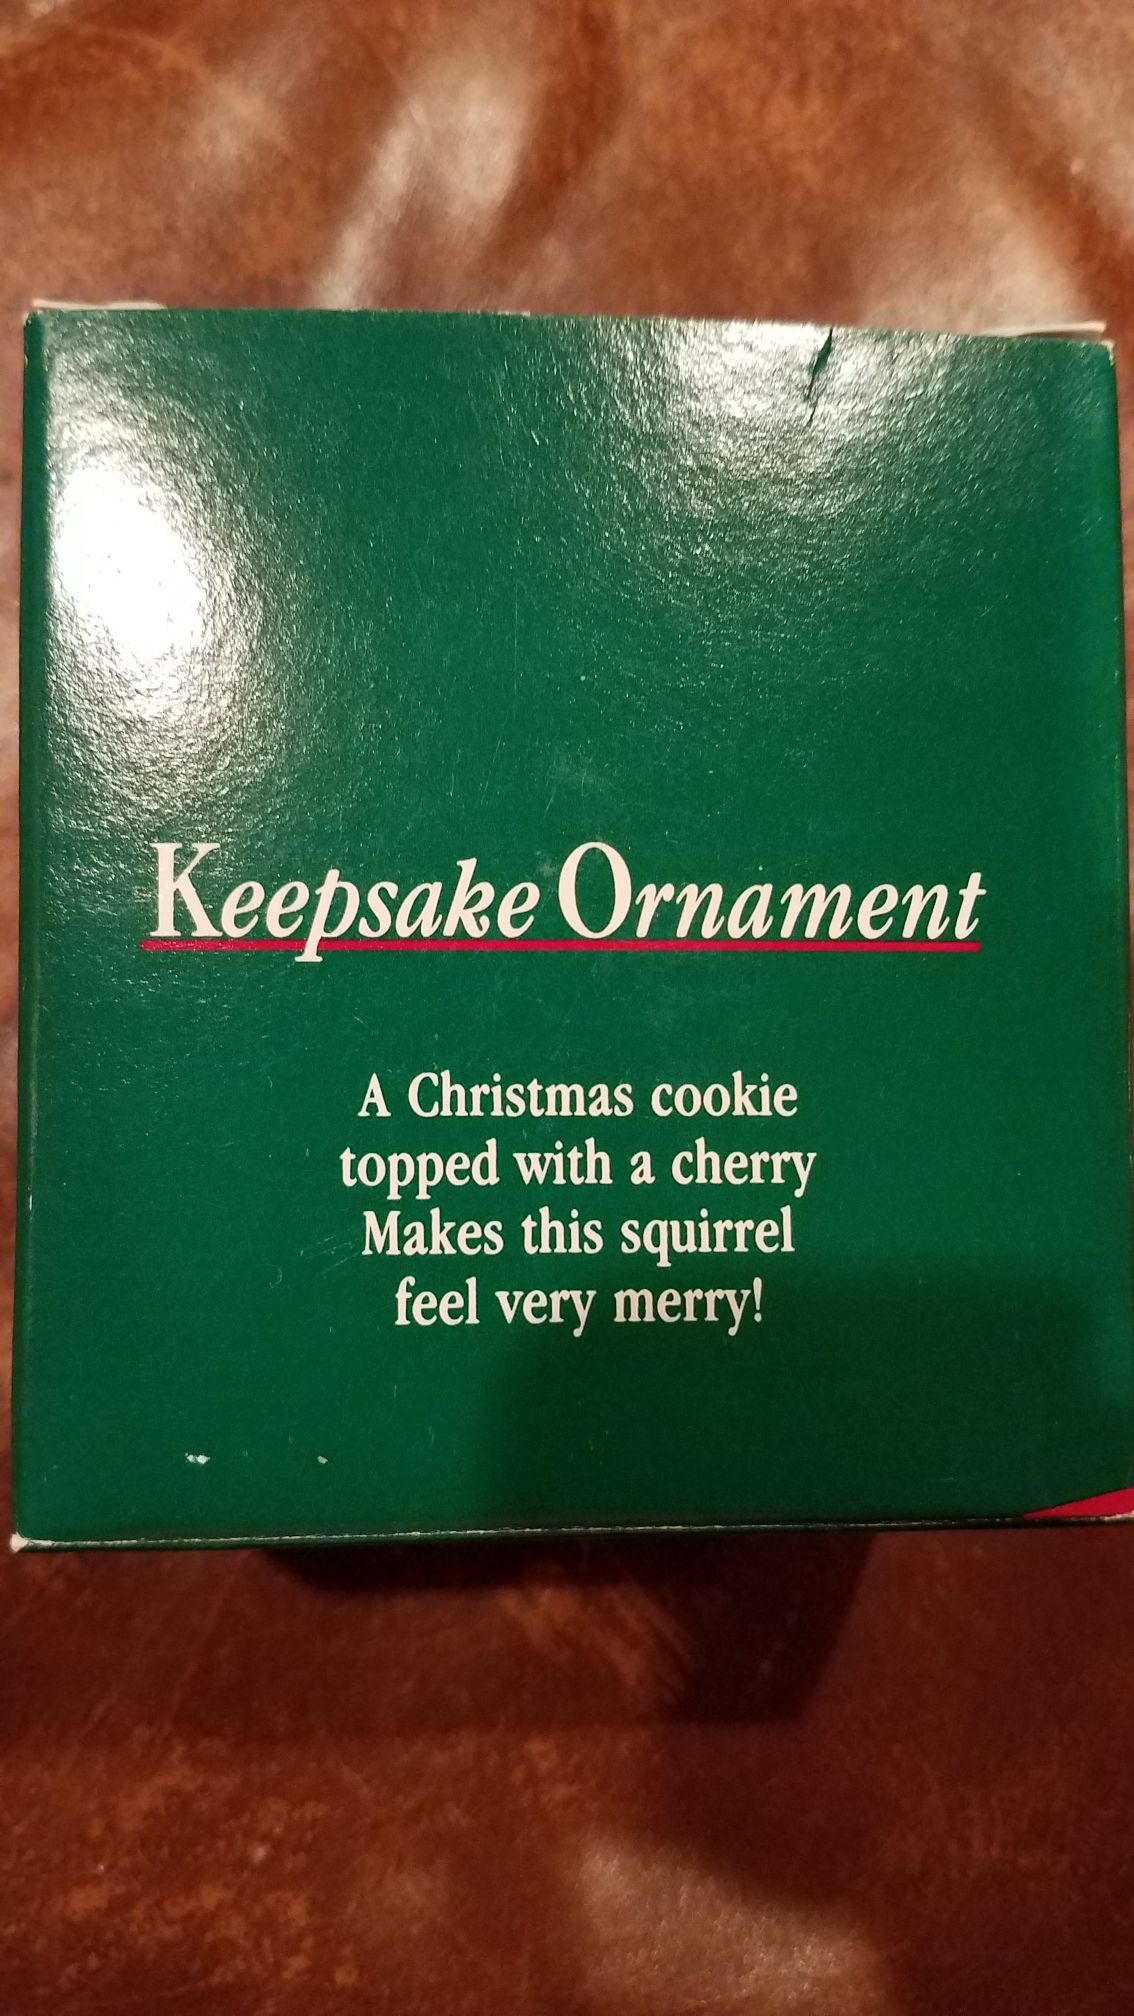 Keepsake Ornament
A Christmas cookie
topped with a cherry
Makes this squirrel
feel very merry!